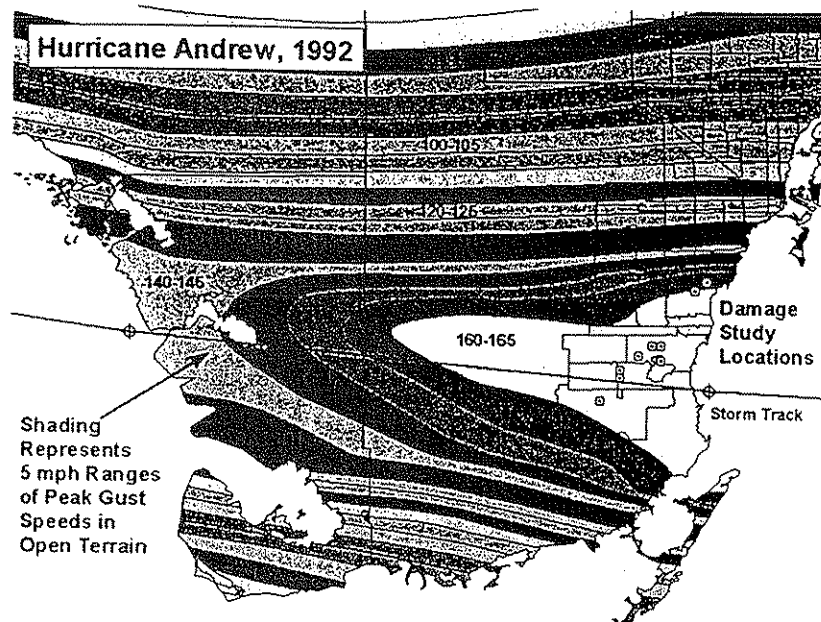 Hurricane Andrew, 1992
100-105
120-125
140-145
160-165
Damage
Study
Locations
Storm Track
Shading
Represents
5 mph Ranges
of Peak Gust
Speeds in
Open Terrain